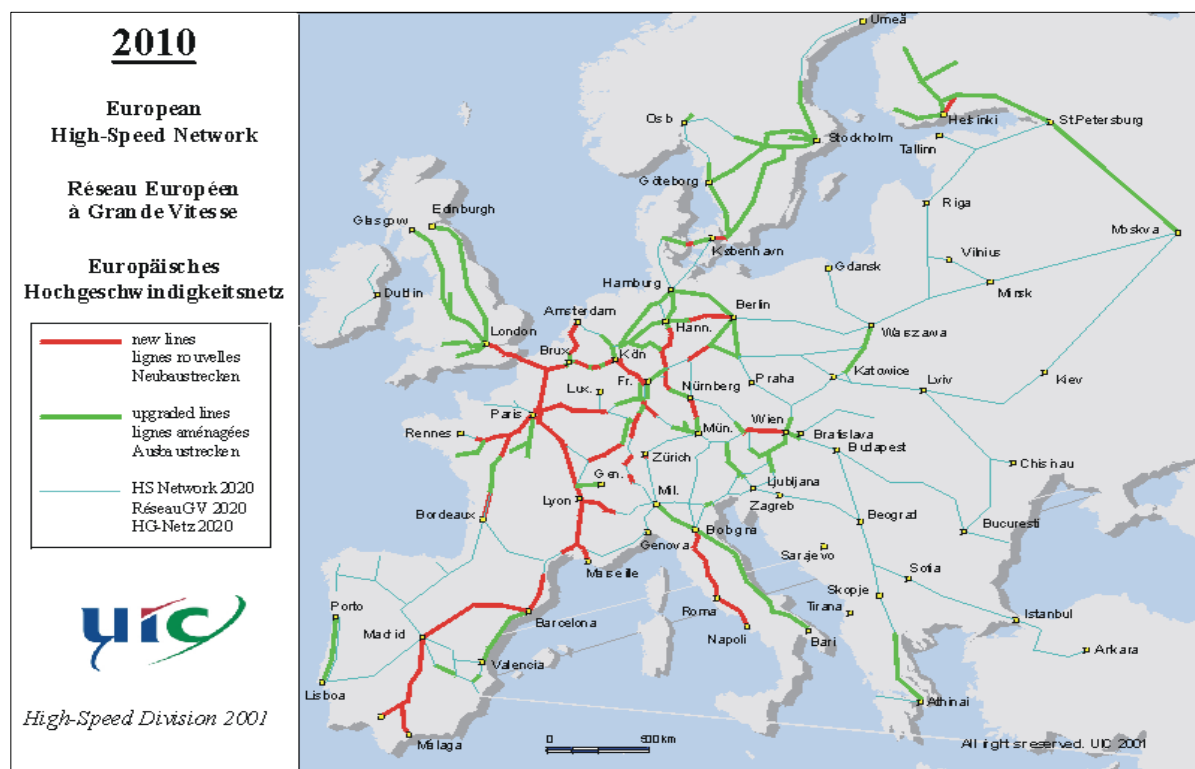 2010
European
High-Speed Network
Réseau Européen
à Grande Vitesse
Europäisches
Hochgeschwindigkeitsnetz
new lines
lignes nouvelles
Neubaustrecken
upgraded lines
lignes aménagées
Ausbaustrecken
HS Network 2020
Réseau GV 2020
HG-Netz 2020
uic
High-Speed Division 2001
Umeå
Oslo
Stockholm
Helsinki
St.Petersburg
Tallinn
Göteborg
Riga
Moskva
Edinburgh
Glasgow
København
Vilnius
Gdansk
Minsk
Dublin
Hamburg
Amsterdam
Berlin
Hann.
London
Warszawa
Brux
Köln
Katowice
Lviv
Kiev
Lux.
Fr.
Nürnberg
Praha
Paris
Wien
Rennes
Mün.
Bratislava
Budapest
Zürich
Chisinau
Gen.
Ljubljana
Lyon
Mil.
Zagreb
Bordeaux
Beograd
Bucuresti
Bologna
Genova
Sarajevo
Marseille
Sofia
Skopje
Porto
Roma
Tirana
Istanbul
Barcelona
Madrid
Napoli
Bari
Ankara
Valencia
Lisboa
Athinai
Málaga
0 500 km
All rights reserved. UIC 2001